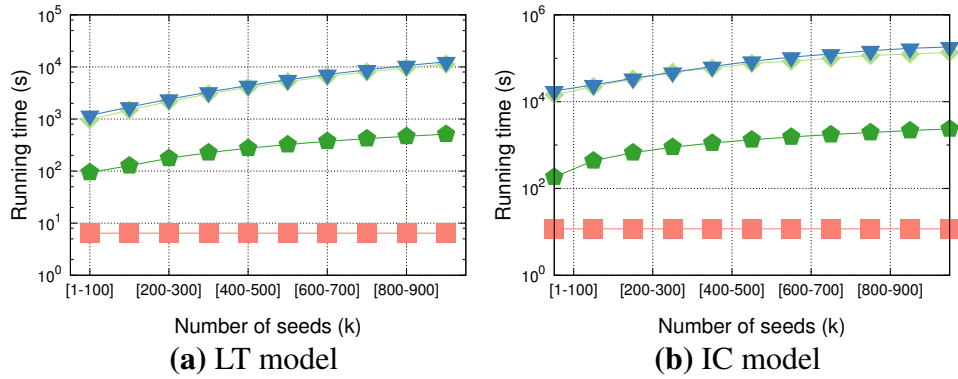 10^5
10^4
10^3
10^2
10^1
10^0
Running time (s)
[1-100] [200-300] [400-500] [600-700] [800-900]
Number of seeds (k)
(a) LT model
10^6
10^4
10^2
10^0
Running time (s)
[1-100] [200-300] [400-500] [600-700] [800-900]
Number of seeds (k)
(b) IC model